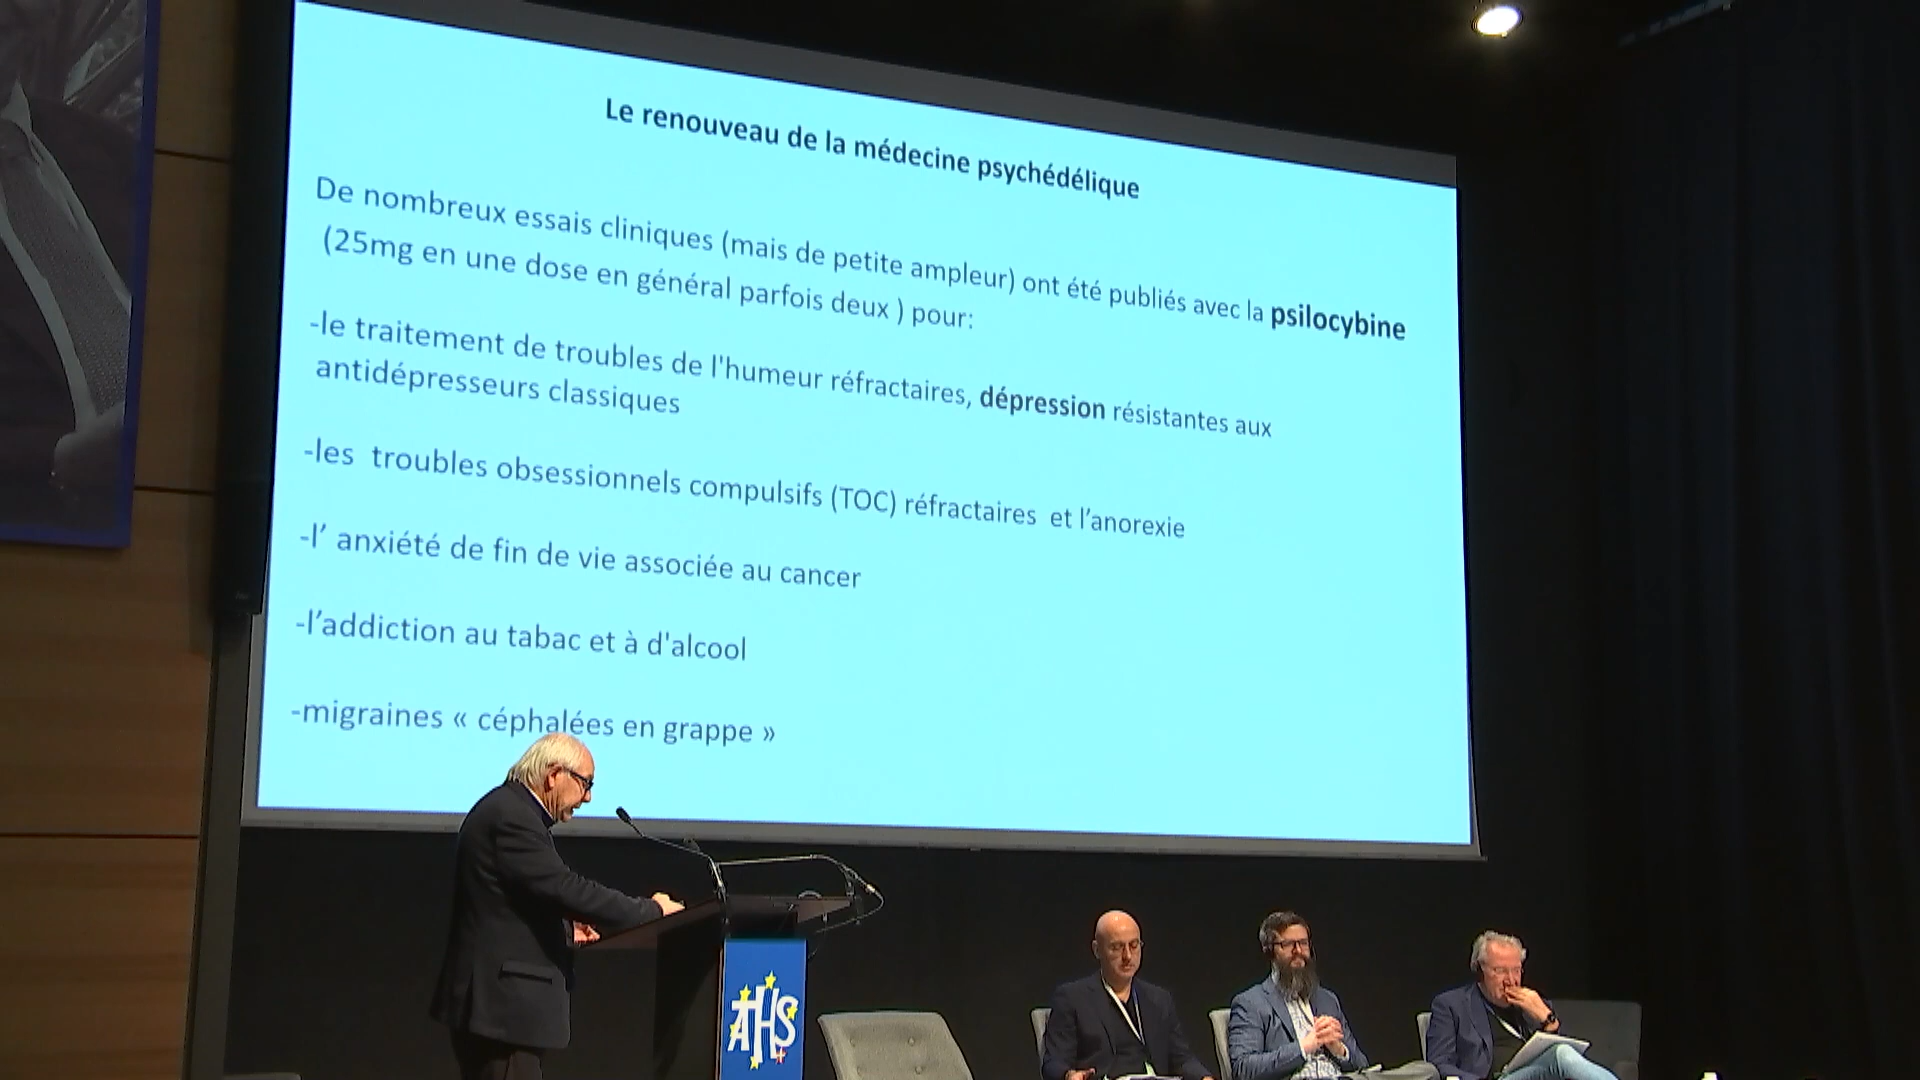 Le renouveau de la médecine psychédélique
De nombreux essais cliniques (mais de petite ampleur) ont été publiés avec la psilocybine
(25mg en une dose en général parfois deux ) pour:
-le traitement de troubles de l'humeur réfractaires, dépression résistantes aux
antidépresseurs classiques
-les troubles obsessionnels compulsifs (TOC) réfractaires et l’anorexie
-l’ anxiété de fin de vie associée au cancer
-l’addiction au tabac et à d'alcool
-migraines « céphalées en grappe »
ATHS